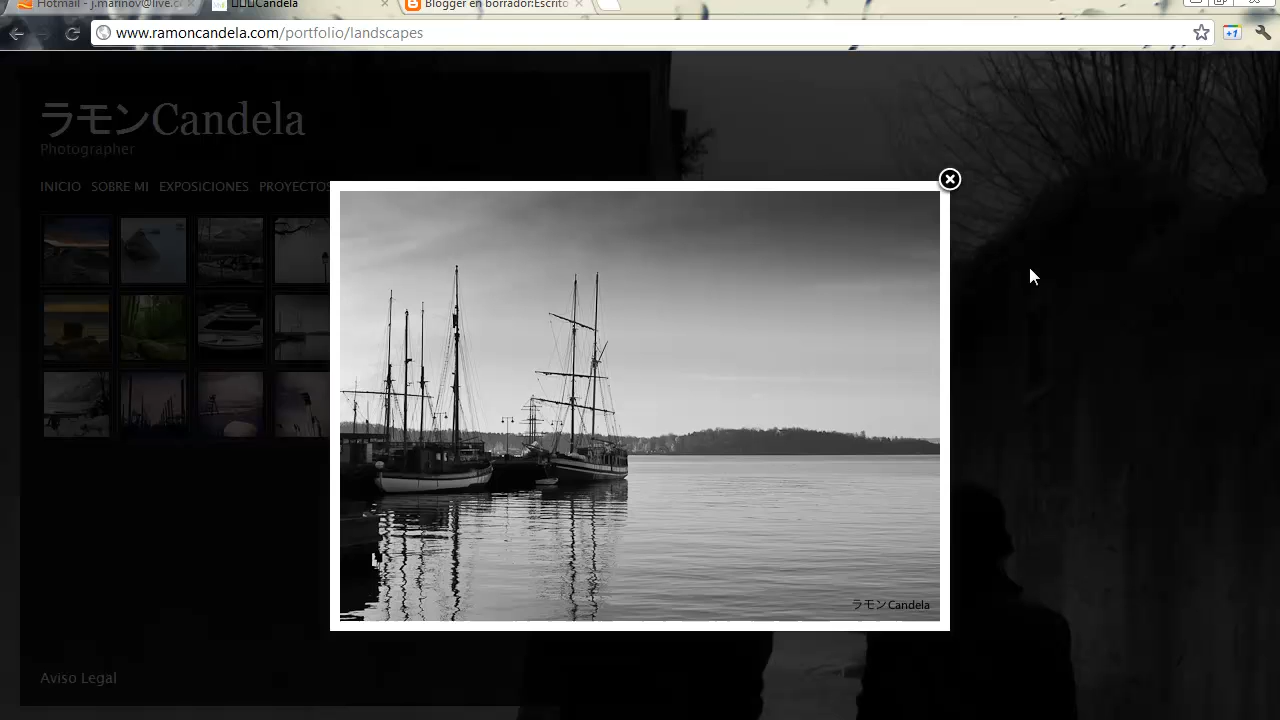 Hotmail - j.marinov@live.c
Candela
Blogger en borrador:Escrito
www.ramoncandela.com/portfolio/landscapes
+1
ラモンCandela
Photographer
INICIO SOBRE MI EXPOSICIONES PROYECTOS
ラモンCandela
Aviso Legal